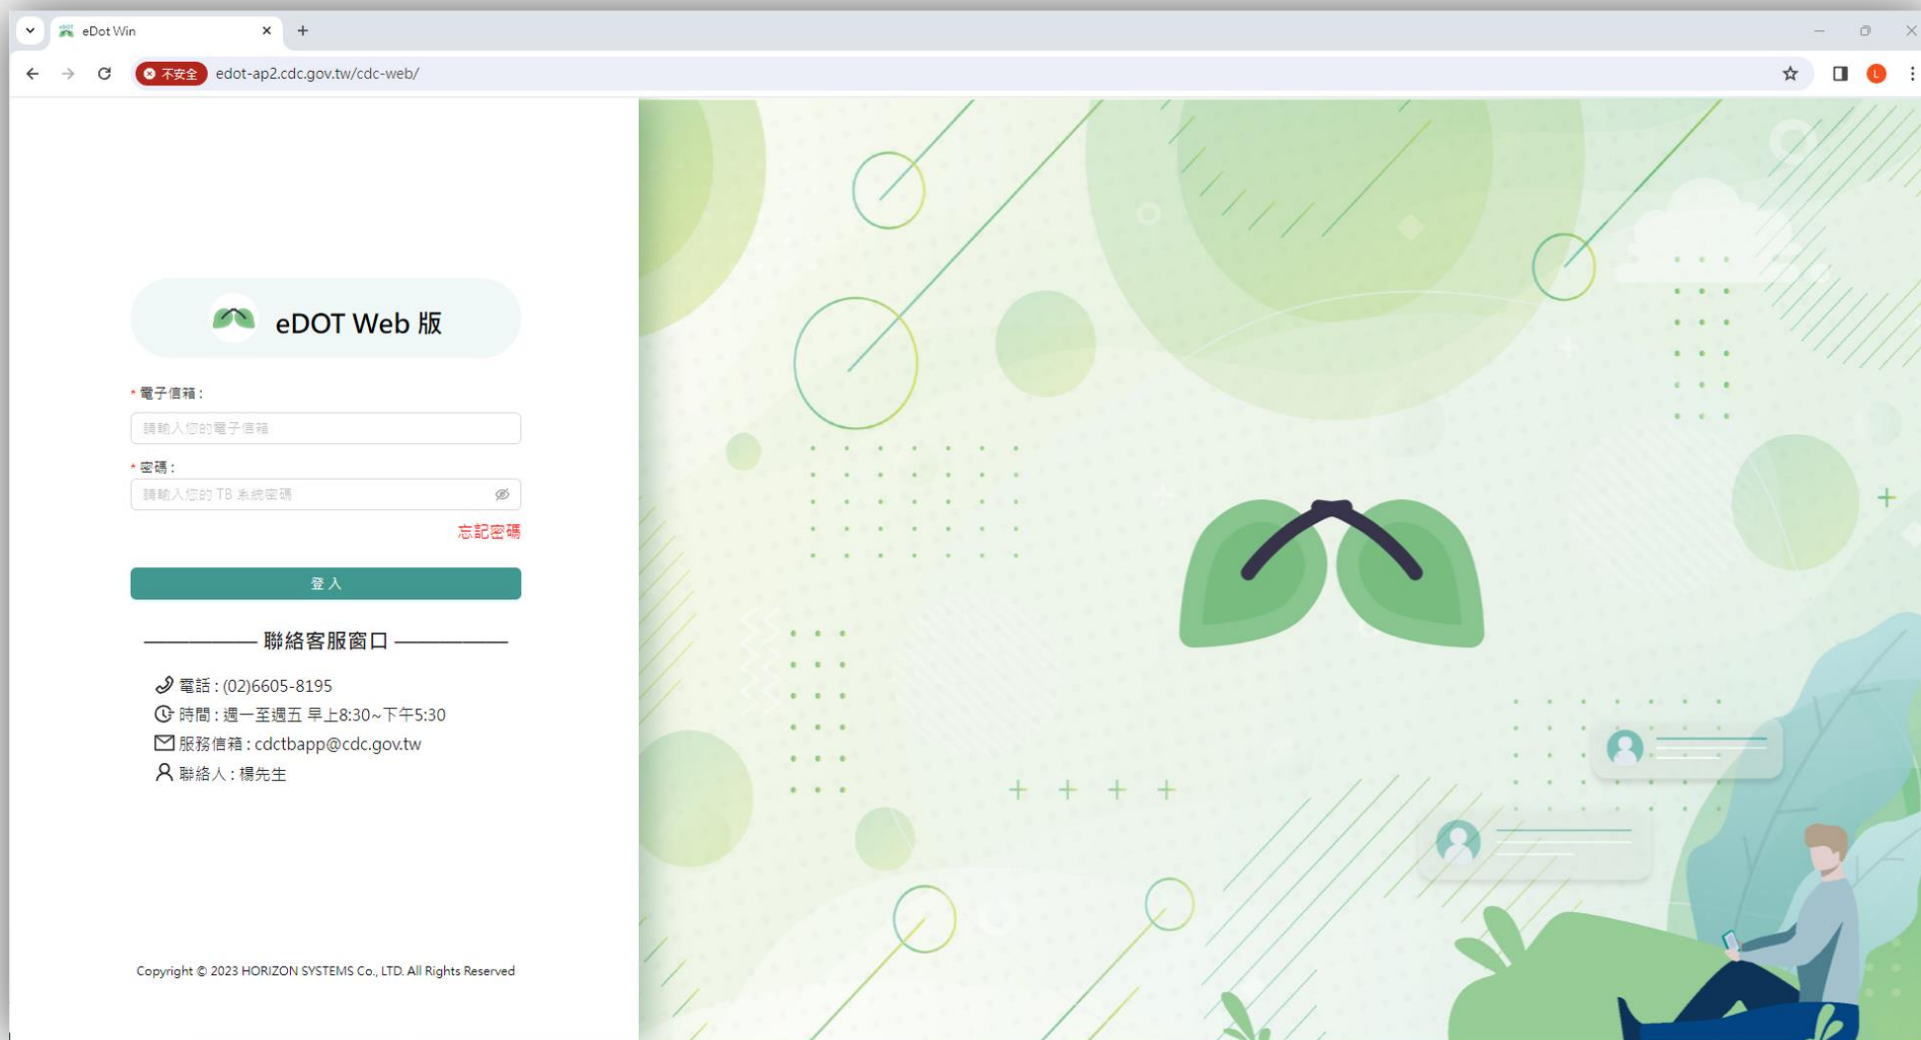 eDot Win
不安全 edot-ap2.cdc.gov.tw/cdc-web/
L
eDOT Web 版
* 電子信箱 :
請輸入您的電子信箱
* 密碼 :
請輸入您的 TB 系統密碼
忘記密碼
登入
聯絡客服窗口
電話 : (02)6605-8195
時間 : 週一至週五 早上8:30~下午5:30
服務信箱 : cdctbapp@cdc.gov.tw
聯絡人 : 楊先生
Copyright © 2023 HORIZON SYSTEMS Co., LTD. All Rights Reserved